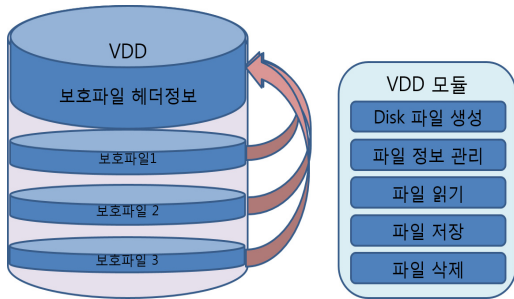 VDD
보호파일 헤더정보
보호파일1
보호파일 2
보호파일 3
VDD 모듈
Disk 파일 생성
파일 정보 관리
파일 읽기
파일 저장
파일 삭제